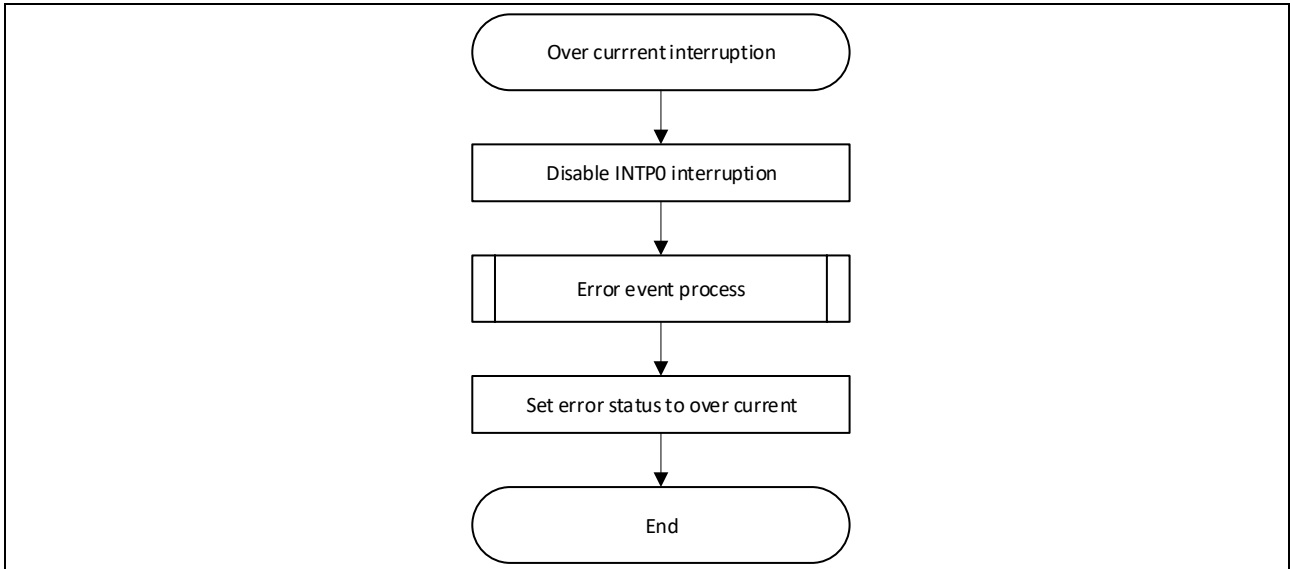 Over currrent interruption
Disable INTP0 interruption
Error event process
Set error status to over current
End